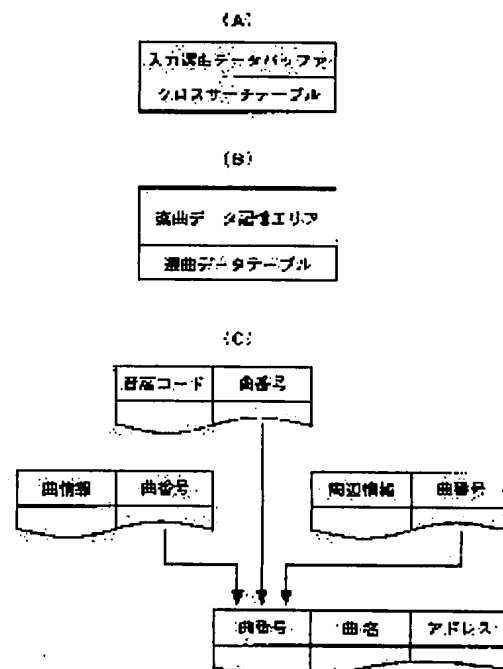 (A)
入力選曲データバッファ
クロスサーチテーブル
(B)
楽曲データ記憶エリア
選曲データテーブル
(C)
音声コード 曲番号
曲情報 曲番号
周辺情報 曲番号
曲番号 曲名 アドレス